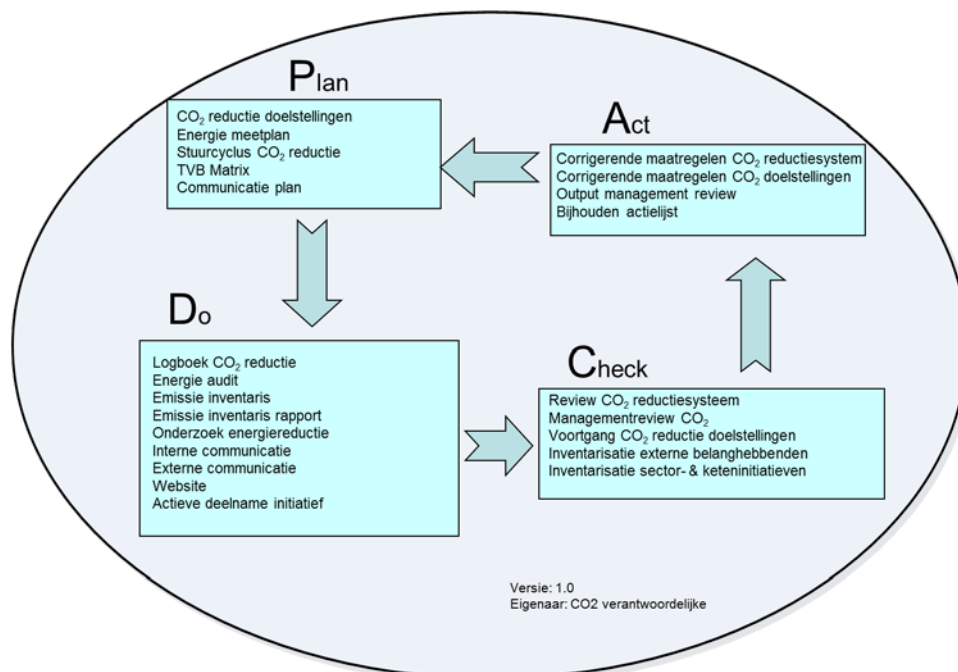 Plan
CO₂ reductie doelstellingen
Energie meetplan
Stuurcyclus CO₂ reductie
TVB Matrix
Communicatie plan
Act
Corrigerende maatregelen CO₂ reductiesystem
Corrigerende maatregelen CO₂ doelstellingen
Output management review
Bijhouden actielijst
Do
Logboek CO₂ reductie
Energie audit
Emissie inventaris
Emissie inventaris rapport
Onderzoek energiereductie
Interne communicatie
Externe communicatie
Website
Actieve deelname initiatief
Check
Review CO₂ reductiesysteem
Managementreview CO₂
Voortgang CO₂ reductie doelstellingen
Inventarisatie externe belanghebbenden
Inventarisatie sector- & keteninitiatieven
Versie: 1.0
Eigenaar: CO2 verantwoordelijke